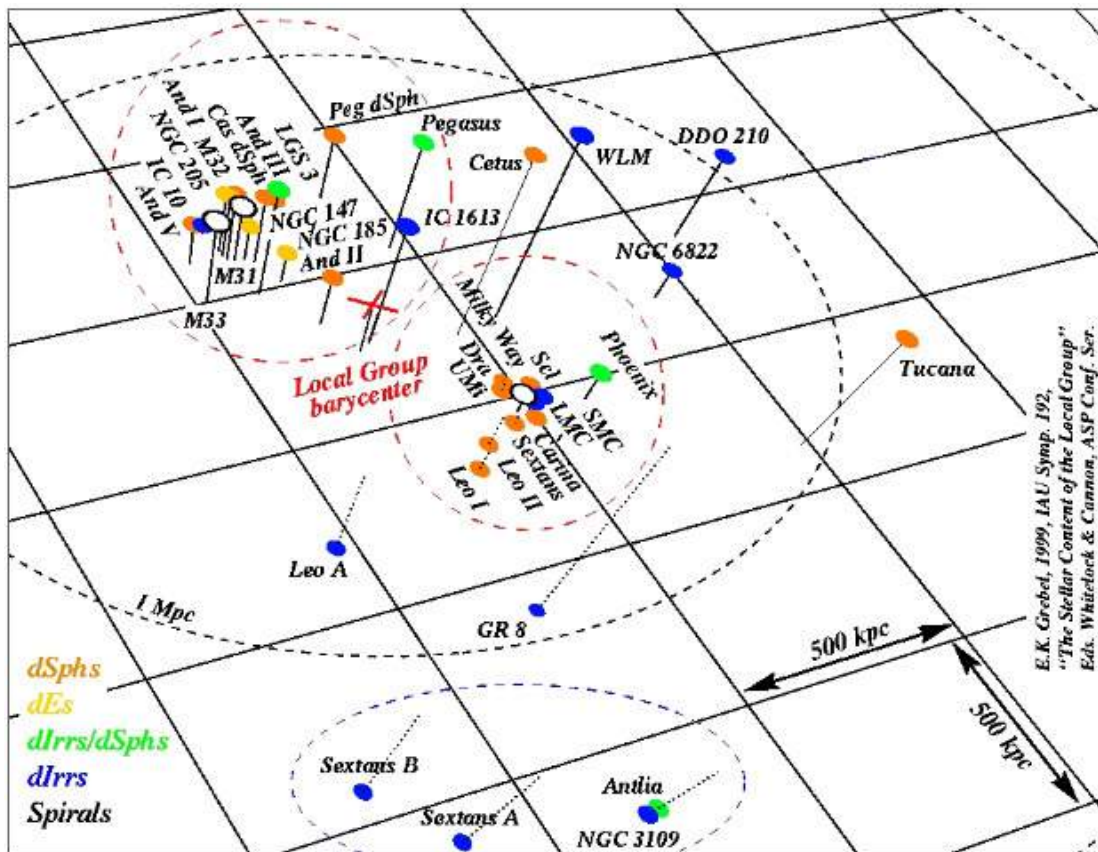 And I
NGC 205
M32
IC 10
Cas dSph
And V
And III
LGS 3
Peg dSph
Pegasus
Cetus
WLM
DDO 210
NGC 147
IC 1613
NGC 185
And II
M31
M33
NGC 6822
Milky Way
Scl
Dra
UMi
Phoenix
Tucana
Local Group
barycenter
LMC
SMC
Carina
Sextans
Leo II
Leo I
Leo A
GR 8
1 Mpc
500 kpc
500 kpc
dSphs
dEs
dIrrs/dSphs
dIrrs
Spirals
Sextans B
Sextans A
Antlia
NGC 3109
E.K. Grebel, 1999, IAU Symp. 192,
"The Stellar Content of the Local Group"
Eds. Whitelock & Cannon, ASP Conf. Ser.